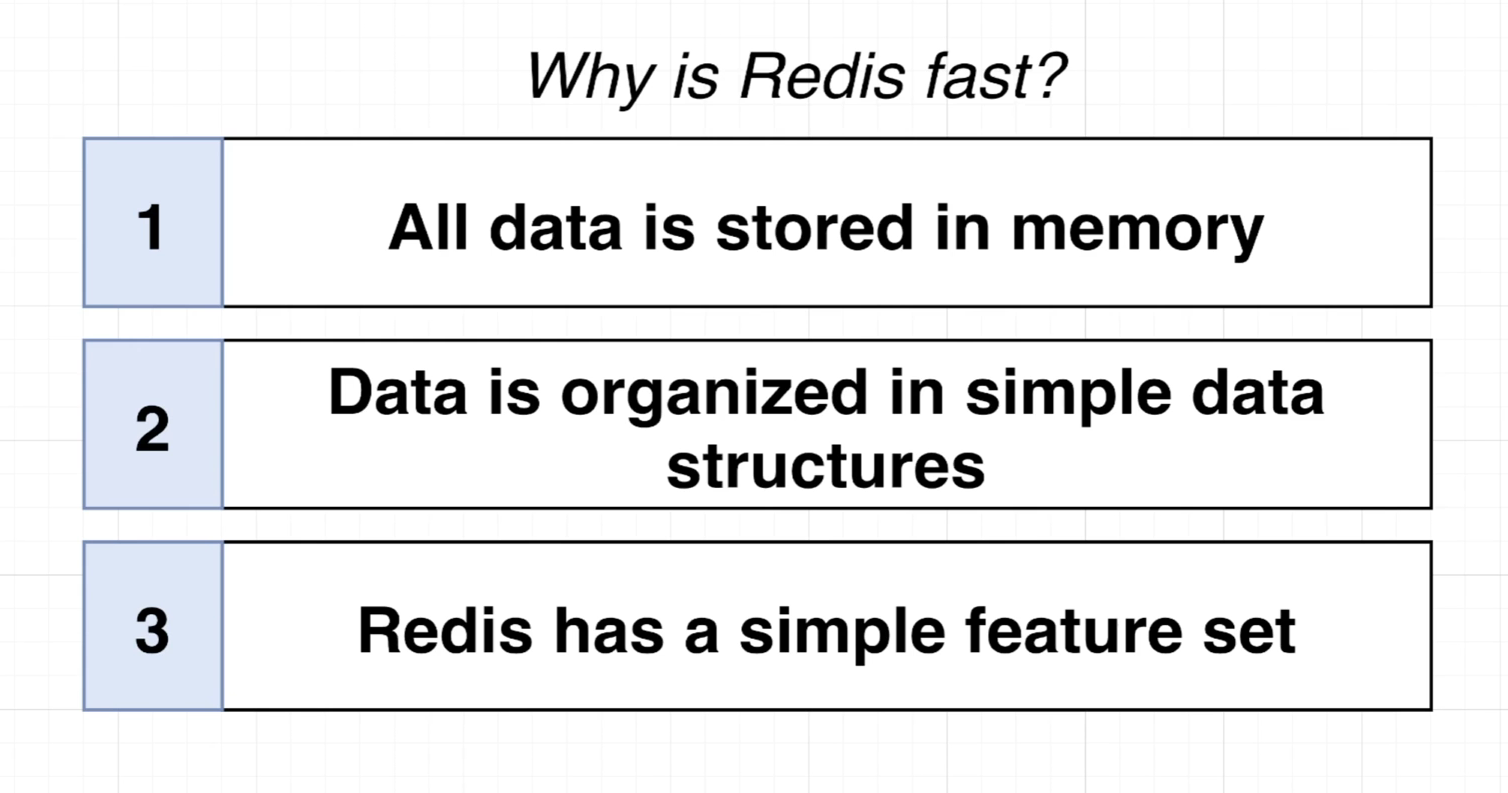 Why is Redis fast?
1
All data is stored in memory
2
Data is organized in simple data
structures
3
Redis has a simple feature set